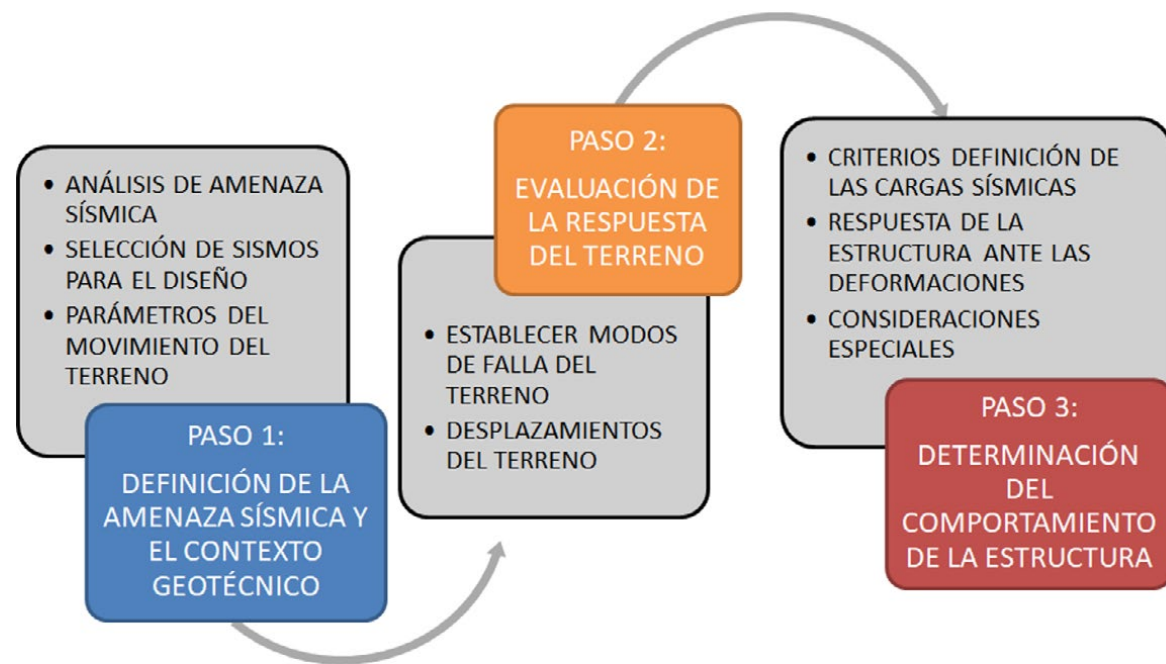 • ANÁLISIS DE AMENAZA
SÍSMICA
• SELECCIÓN DE SISMOS
PARA EL DISEÑO
• PARÁMETROS DEL
MOVIMIENTO DEL
TERRENO
PASO 1:
DEFINICIÓN DE LA
AMENAZA SÍSMICA Y
EL CONTEXTO
GEOTÉCNICO
PASO 2:
EVALUACIÓN DE
LA RESPUESTA
DEL TERRENO
• ESTABLECER MODOS
DE FALLA DEL
TERRENO
• DESPLAZAMIENTOS
DEL TERRENO
• CRITERIOS DEFINICIÓN DE
LAS CARGAS SÍSMICAS
• RESPUESTA DE LA
ESTRUCTURA ANTE LAS
DEFORMACIONES
• CONSIDERACIONES
ESPECIALES
PASO 3:
DETERMINACIÓN
DEL
COMPORTAMIENTO
DE LA ESTRUCTURA